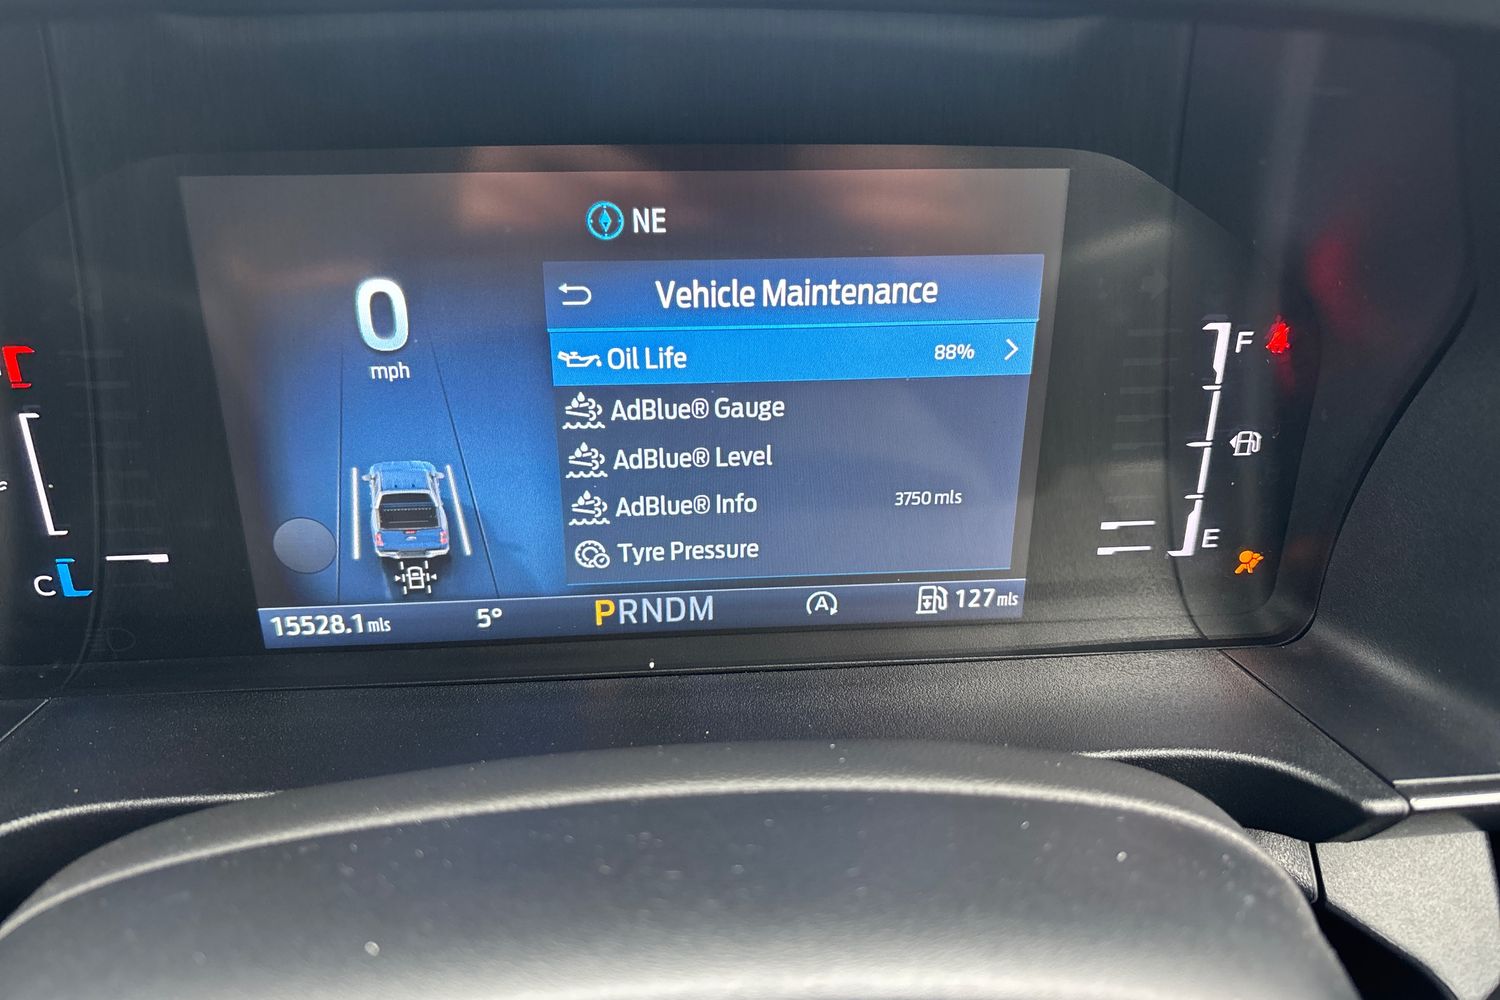 NE
0
mph
Vehicle Maintenance
Oil Life 88%
AdBlue® Gauge
AdBlue® Level
AdBlue® Info 3750 mls
Tyre Pressure
15528.1 mls 5° PRNDM A 127 mls
C
F
E